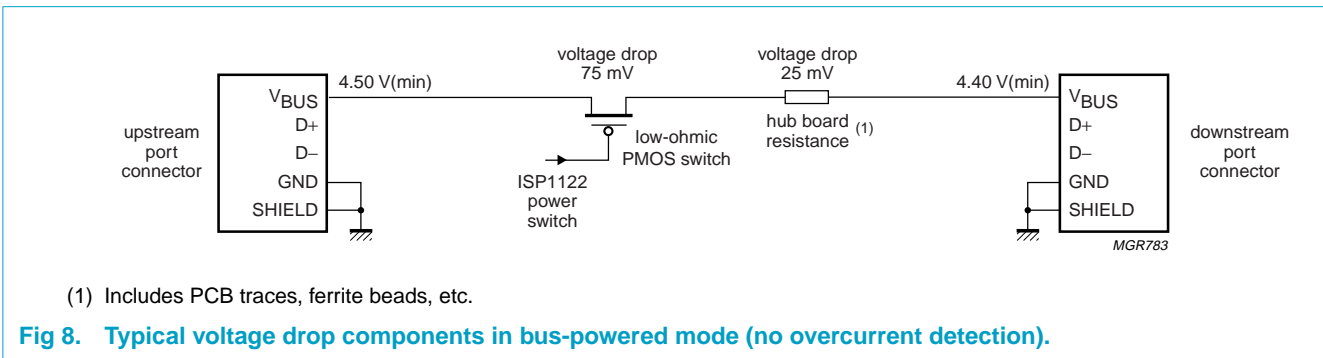 voltage drop
75 mV
voltage drop
25 mV
4.50 V(min)
4.40 V(min)
upstream
port
connector
VBUS
D+
D−
GND
SHIELD
low-ohmic
PMOS switch
ISP1122
power
switch
hub board
resistance (1)
VBUS
D+
D−
GND
SHIELD
downstream
port
connector
MGR783
(1) Includes PCB traces, ferrite beads, etc.
Fig 8. Typical voltage drop components in bus-powered mode (no overcurrent detection).